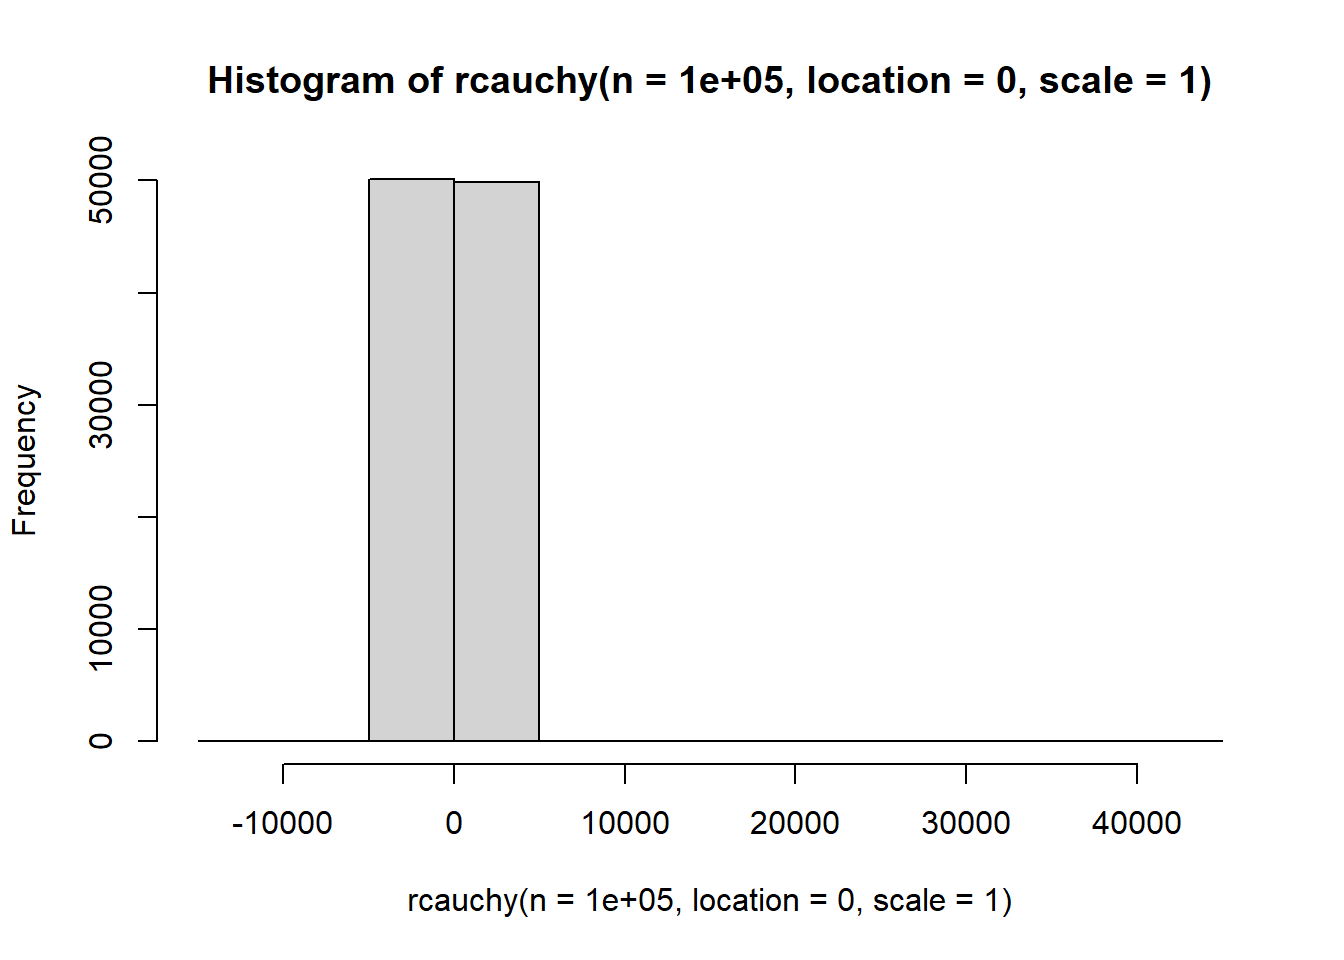 Histogram of rcauchy(n = 1e+05, location = 0, scale = 1)
Frequency
50000
30000
10000
0
-10000 0 10000 20000 30000 40000
rcauchy(n = 1e+05, location = 0, scale = 1)